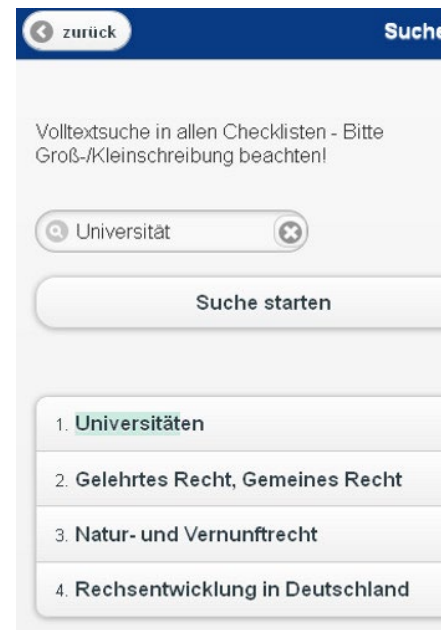 zurück
Suche
Volltextsuche in allen Checklisten - Bitte
Groß-/Kleinschreibung beachten!
Universität
Suche starten
1. Universitäten
2. Gelehrtes Recht, Gemeines Recht
3. Natur- und Vernunftrecht
4. Rechsentwicklung in Deutschland